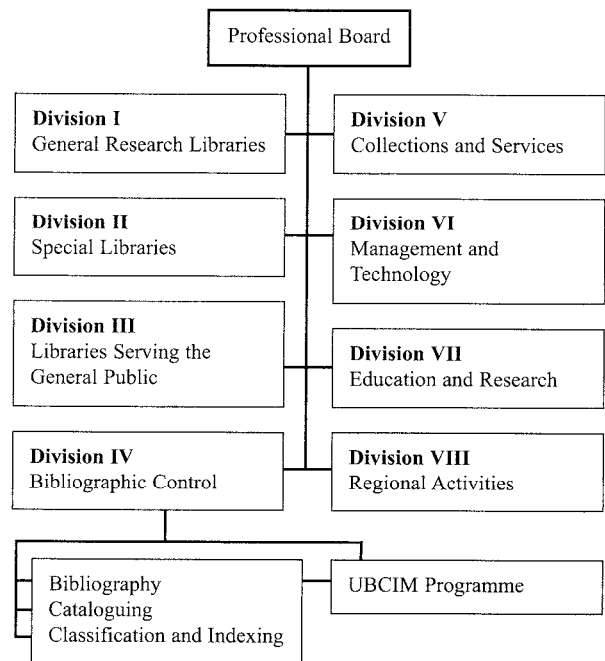 Professional Board
Division I
General Research Libraries
Division V
Collections and Services
Division II
Special Libraries
Division VI
Management and
Technology
Division III
Libraries Serving the
General Public
Division VII
Education and Research
Division IV
Bibliographic Control
Division VIII
Regional Activities
Bibliography
Cataloguing
Classification and Indexing
UBCIM Programme